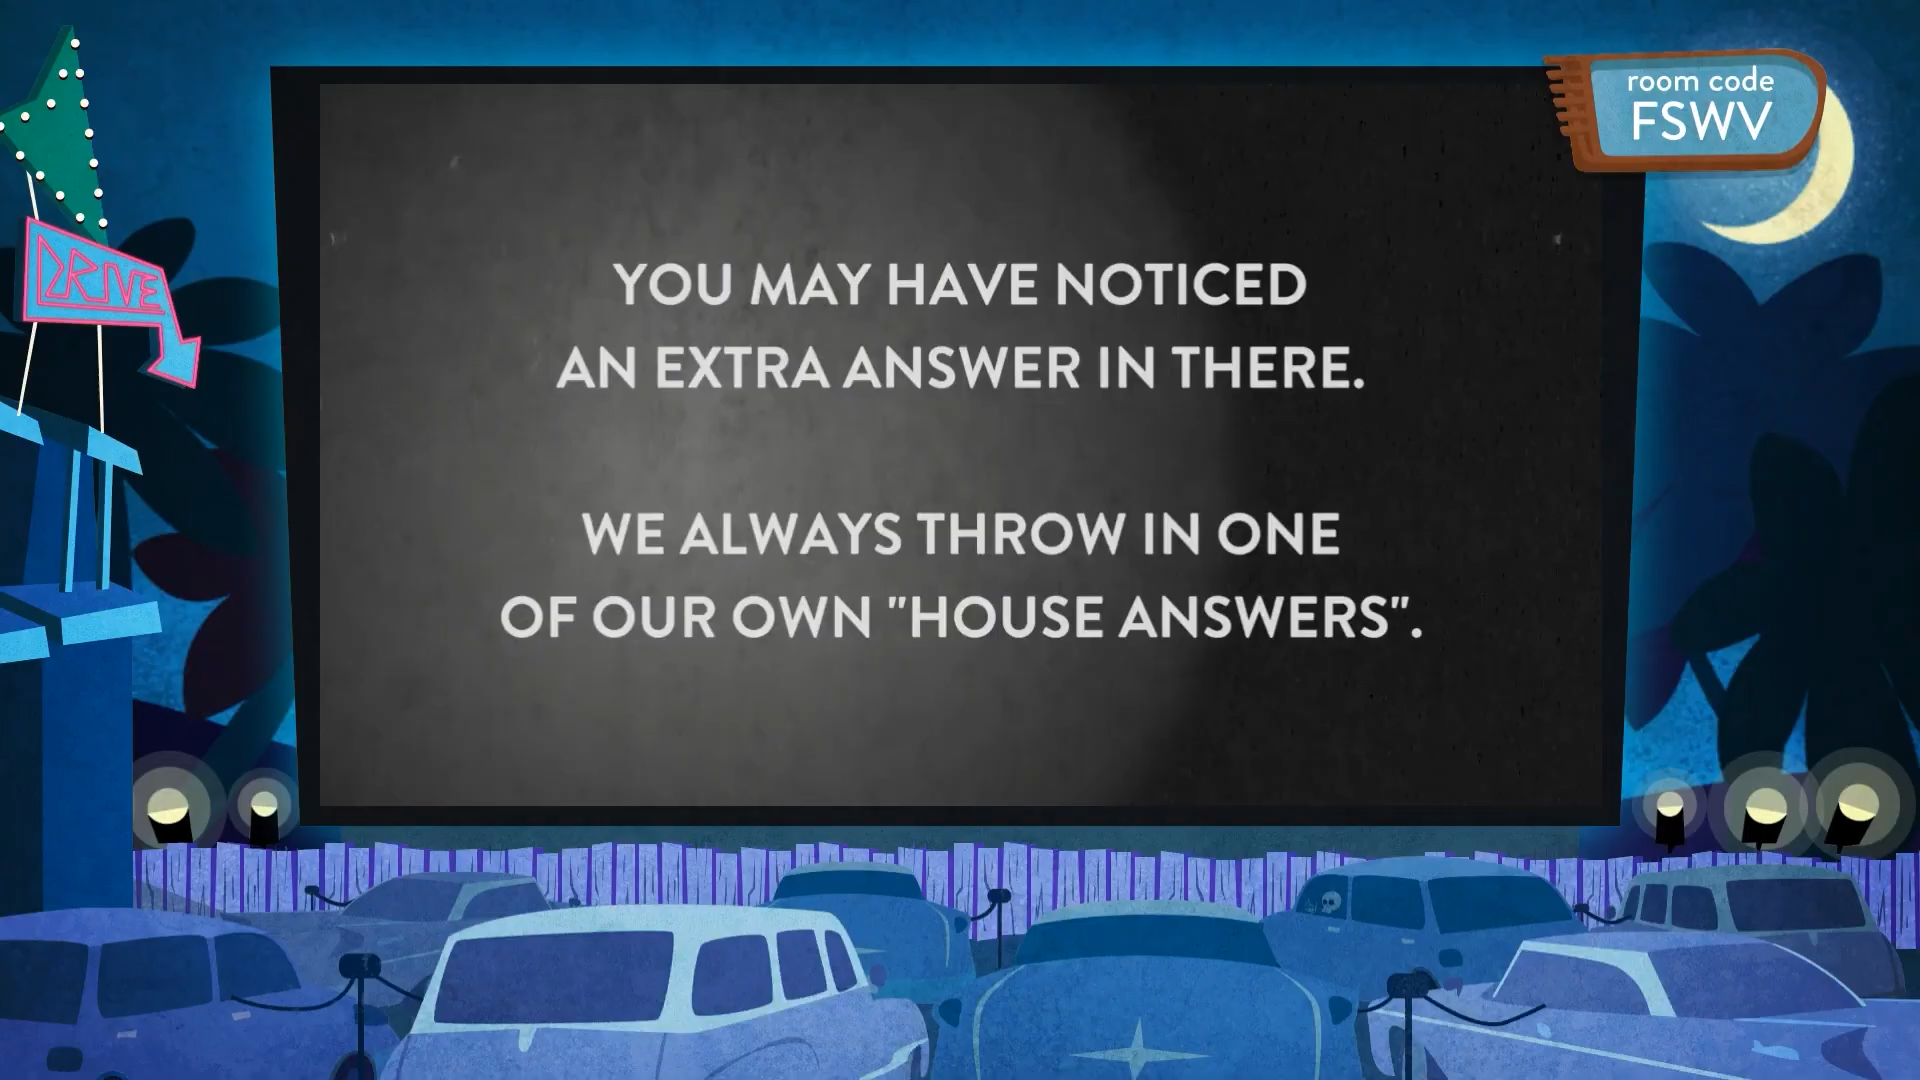 room code
FSWV
DRIVE
YOU MAY HAVE NOTICED
AN EXTRA ANSWER IN THERE.
WE ALWAYS THROW IN ONE
OF OUR OWN "HOUSE ANSWERS".